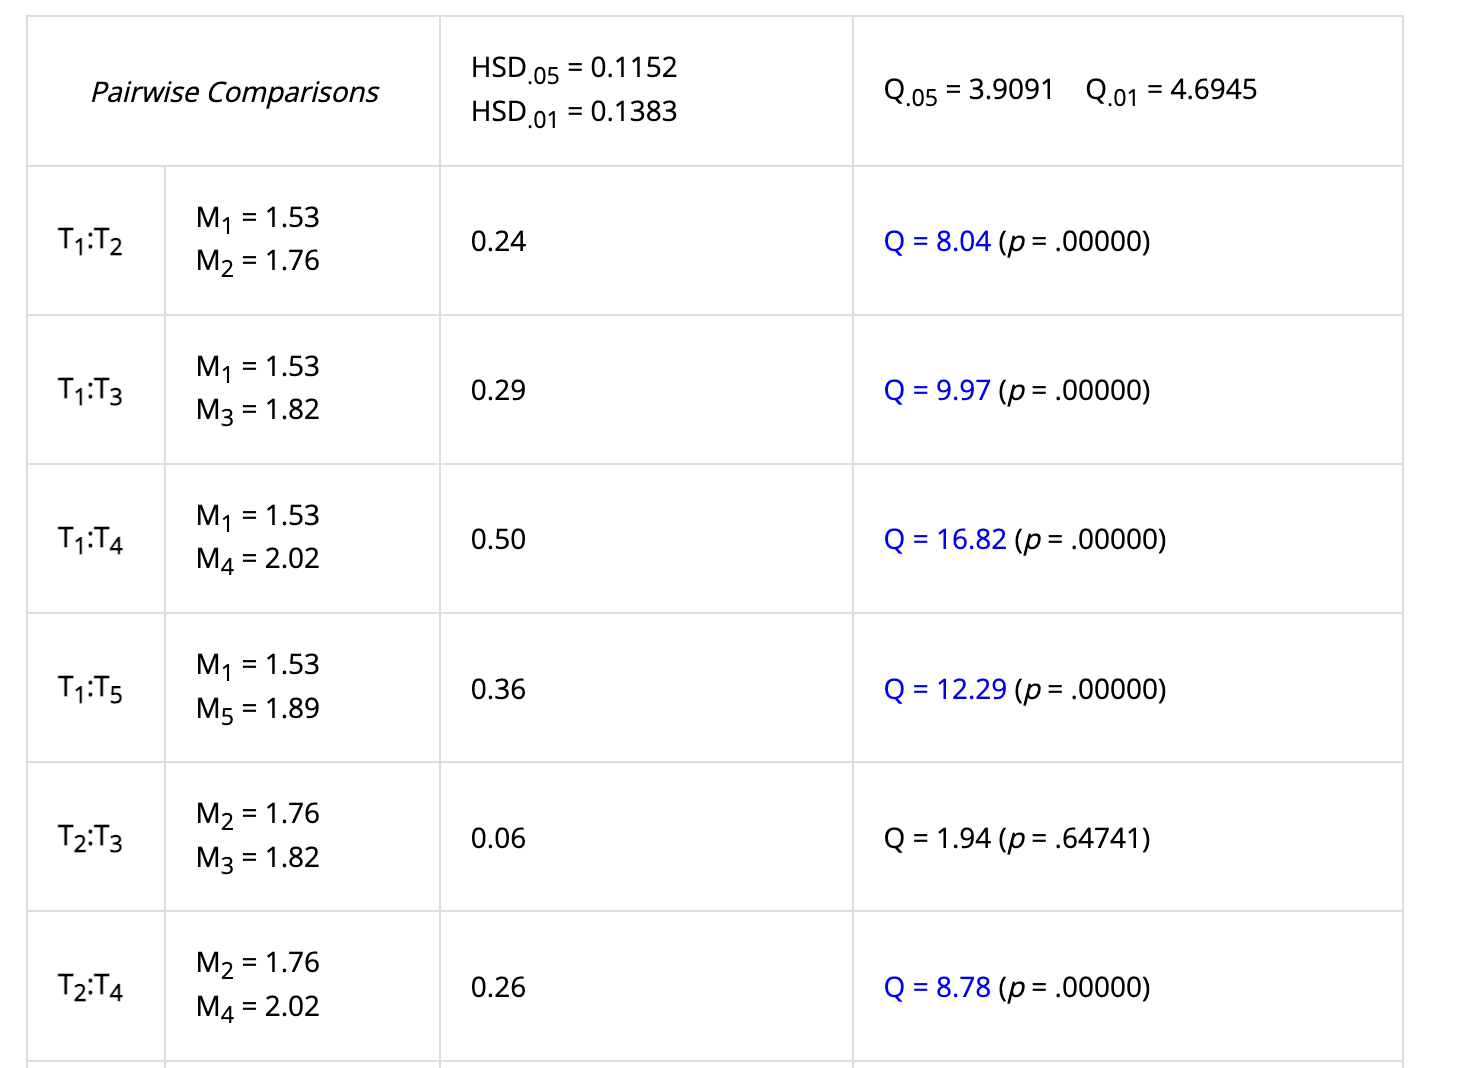 Pairwise Comparisons
HSD.05 = 0.1152
HSD.01 = 0.1383
Q.05 = 3.9091 Q.01 = 4.6945
T1:T2
M1 = 1.53
M2 = 1.76
0.24
Q = 8.04 (p = .00000)
T1:T3
M1 = 1.53
M3 = 1.82
0.29
Q = 9.97 (p = .00000)
T1:T4
M1 = 1.53
M4 = 2.02
0.50
Q = 16.82 (p = .00000)
T1:T5
M1 = 1.53
M5 = 1.89
0.36
Q = 12.29 (p = .00000)
T2:T3
M2 = 1.76
M3 = 1.82
0.06
Q = 1.94 (p = .64741)
T2:T4
M2 = 1.76
M4 = 2.02
0.26
Q = 8.78 (p = .00000)